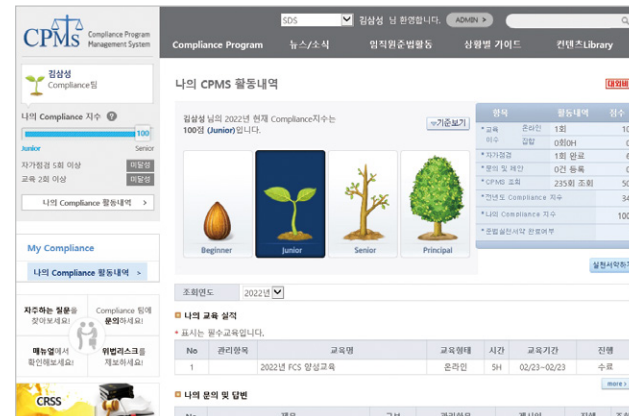 SDS
김삼성 님 환영합니다.
ADMIN >
CPMS Compliance Program
Management System
Compliance Program
뉴스/소식
임직원준법활동
상황별 가이드
컨텐츠Library
김삼성
Compliance팀
나의 Compliance 지수 ?
100
Junior
Senior
자가점검 5회 이상 미달성
교육 2회 이상 미달성
나의 Compliance 활동내역 >
My Compliance
나의 Compliance 활동내역 >
자주하는 질문을
찾아보세요!
Compliance 팀에
문의하세요!
매뉴얼에서
확인해보세요!
위법리스크를
제보하세요!
CRSS
나의 CPMS 활동내역
김삼성 님의 2022년 현재 Compliance지수는
100점 (Junior)입니다.
기준보기
Beginner
Junior
Senior
Principal
항목 활동내역 점수
*교육 이수 온라인 1회 10
집합 0회0H 0
*자가점검 1회 완료 6
*문의 및 제안 0건 등록 0
*CPMS 조회 235회 조회 50
*전년도 Compliance 지수 34
*나의 Compliance 지수 100
*준법실천서약 완료여부
실천서약하기
조회연도 2022년
나의 교육 실적
* 표시는 필수교육입니다.
No 관리항목 교육명 교육형태 시간 교육기간 진행
1 2022년 FCS 양성교육 온라인 5H 02/23~02/23 수료
more
나의 문의 및 답변